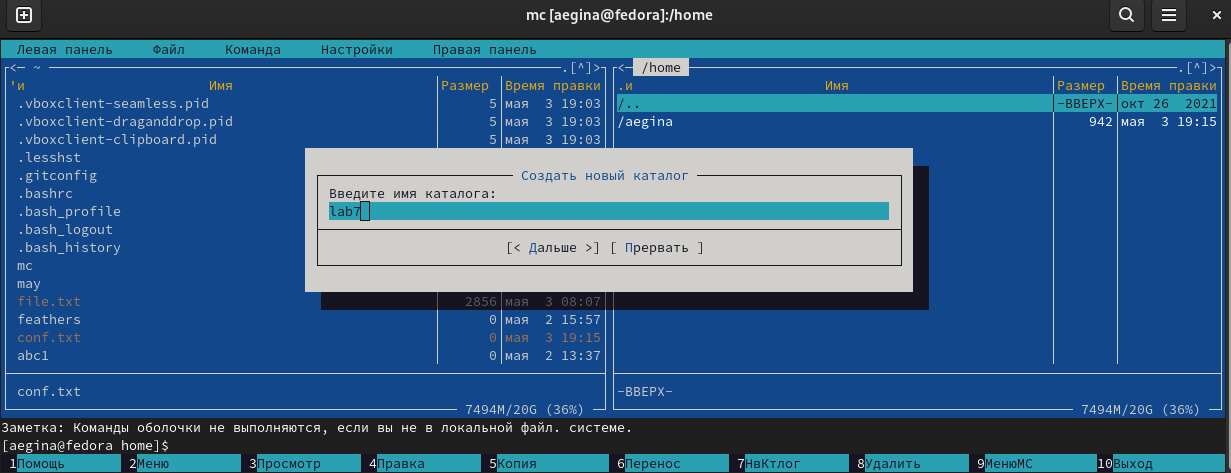 mc [aegina@fedora]:/home
Левая панель Файл Команда Настройки Правая панель
<— ~ .[^]> <— /home .[^]>
'и Имя Размер Время правки .и Имя Размер Время правки
.vboxclient-seamless.pid 5 мая 3 19:03 /.. -ВВЕРХ- окт 26 2021
.vboxclient-draganddrop.pid 5 мая 3 19:03 /aegina 942 мая 3 19:15
.vboxclient-clipboard.pid 5 мая 3 19:03
.lesshst
.gitconfig Создать новый каталог
.bashrc Введите имя каталога:
.bash_profile lab7
.bash_logout
.bash_history [< Дальше >] [ Прервать ]
mc
may
file.txt 2856 мая 3 08:07
feathers 0 мая 2 15:57
conf.txt 0 мая 3 19:15
abc1 0 мая 2 13:37
conf.txt -ВВЕРХ-
7494M/20G (36%) 7494M/20G (36%)
Заметка: Команды оболочки не выполняются, если вы не в локальной файл. системе.
[aegina@fedora home]$
1Помощь 2Меню 3Просмотр 4Правка 5Копия 6Перенос 7НвКтлог 8Удалить 9МенюМС 10Выход